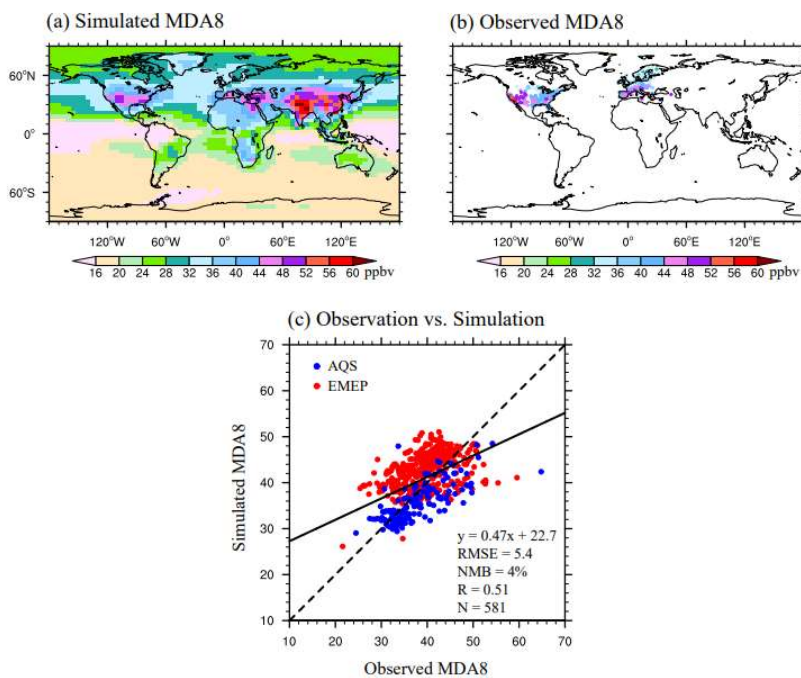 (a) Simulated MDA8
(b) Observed MDA8
60°N
0°
60°S
120°W 60°W 0° 60°E 120°E
16 20 24 28 32 36 40 44 48 52 56 60 ppbv
60°N
0°
60°S
120°W 60°W 0° 60°E 120°E
16 20 24 28 32 36 40 44 48 52 56 60 ppbv
(c) Observation vs. Simulation
Simulated MDA8
70
60
50
40
30
20
10
AQS
EMEP
y = 0.47x + 22.7
RMSE = 5.4
NMB = 4%
R = 0.51
N = 581
10 20 30 40 50 60 70
Observed MDA8